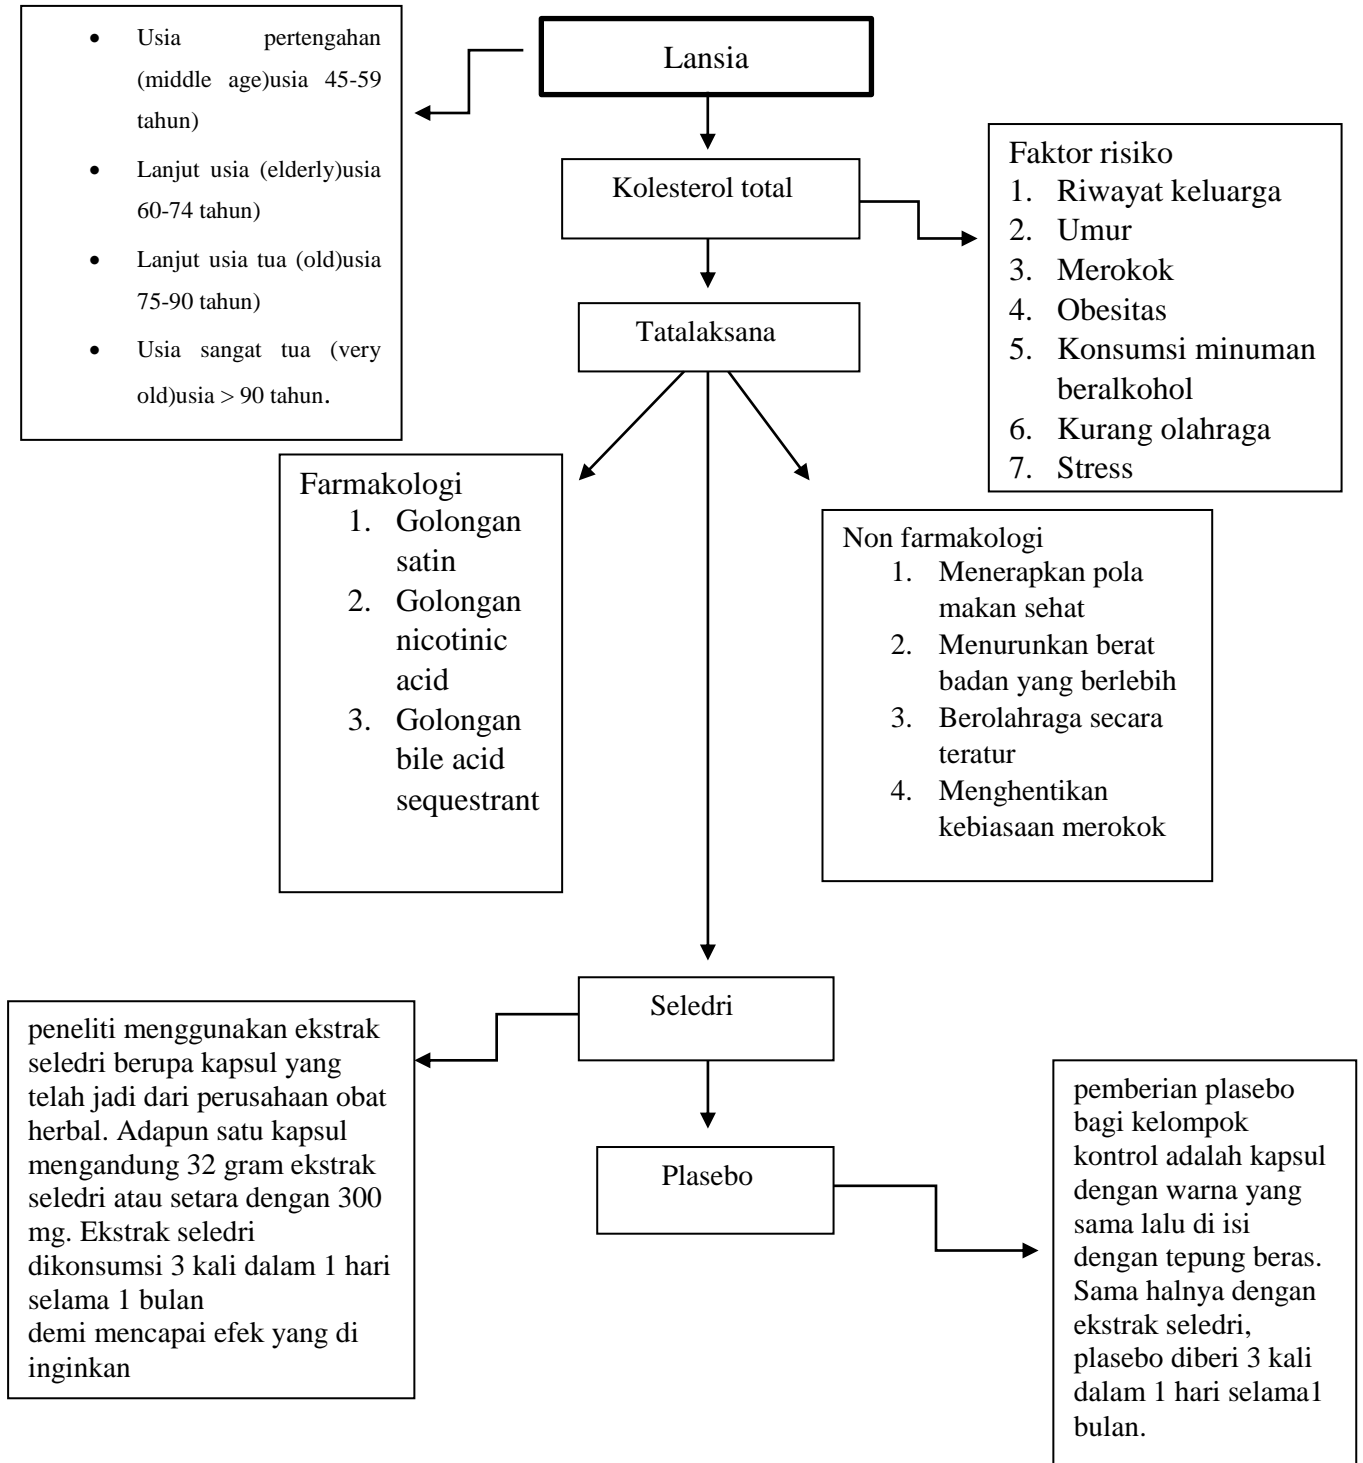 Lansia
• Usia pertengahan
(middle age)usia 45-59
tahun)
• Lanjut usia (elderly)usia
60-74 tahun)
• Lanjut usia tua (old)usia
75-90 tahun)
• Usia sangat tua (very
old)usia > 90 tahun.
Kolesterol total
Faktor risiko
1. Riwayat keluarga
2. Umur
3. Merokok
4. Obesitas
5. Konsumsi minuman
beralkohol
6. Kurang olahraga
7. Stress
Tatalaksana
Farmakologi
1. Golongan
satin
2. Golongan
nicotinic
acid
3. Golongan
bile acid
sequestrant
Non farmakologi
1. Menerapkan pola
makan sehat
2. Menurunkan berat
badan yang berlebih
3. Berolahraga secara
teratur
4. Menghentikan
kebiasaan merokok
Seledri
peneliti menggunakan ekstrak
seledri berupa kapsul yang
telah jadi dari perusahaan obat
herbal. Adapun satu kapsul
mengandung 32 gram ekstrak
seledri atau setara dengan 300
mg. Ekstrak seledri
dikonsumsi 3 kali dalam 1 hari
selama 1 bulan
demi mencapai efek yang di
inginkan
Plasebo
pemberian plasebo
bagi kelompok
kontrol adalah kapsul
dengan warna yang
sama lalu di isi
dengan tepung beras.
Sama halnya dengan
ekstrak seledri,
plasebo diberi 3 kali
dalam 1 hari selama1
bulan.